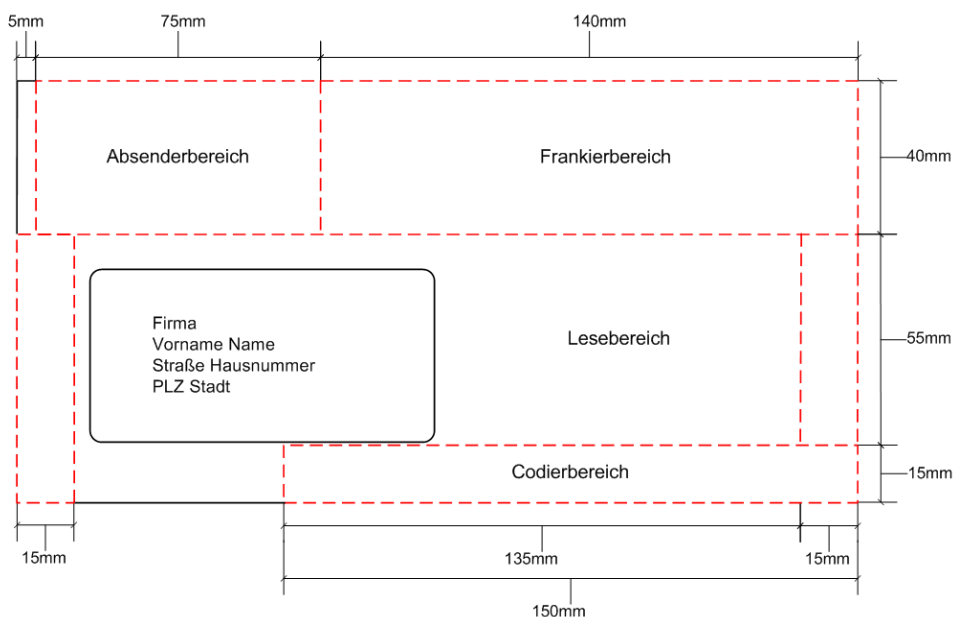 5mm
75mm
140mm
Absenderbereich
Frankierbereich
40mm
Firma
Vorname Name
Straße Hausnummer
PLZ Stadt
Lesebereich
55mm
Codierbereich
15mm
15mm
135mm
15mm
150mm